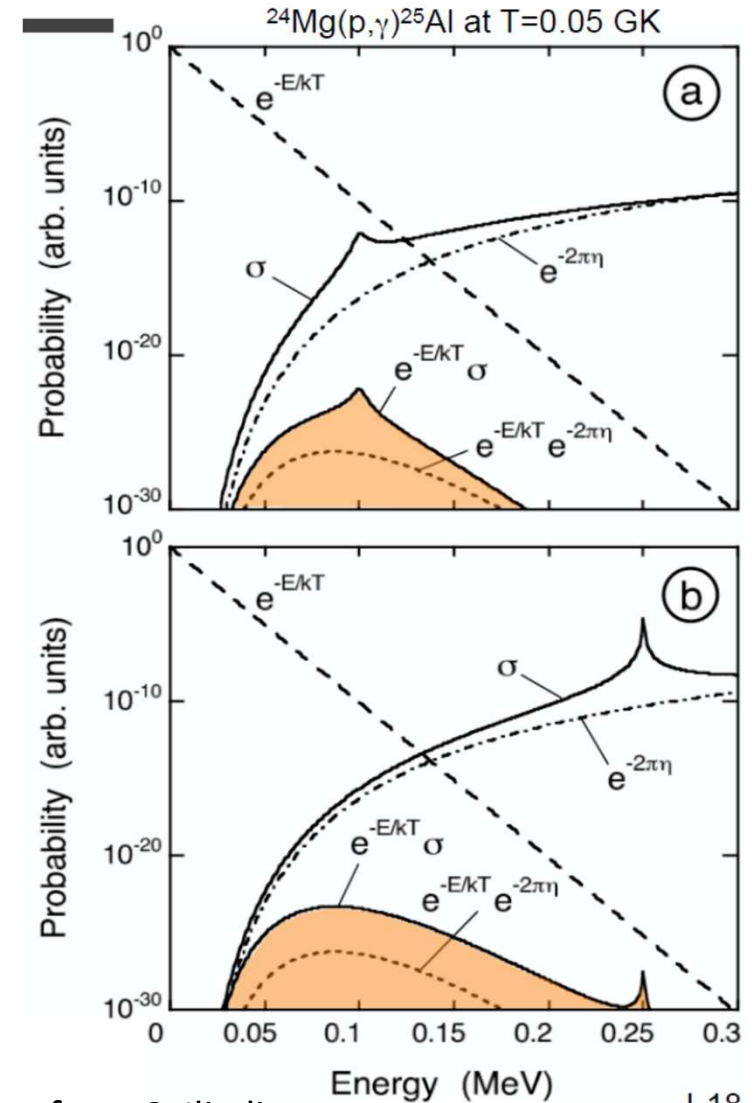 ²⁴Mg(p,γ)²⁵Al at T=0.05 GK
10⁰
e⁻ᴱ/ᵏᵀ
a
Probability (arb. units)
10⁻¹⁰
σ
e⁻²πη
10⁻²⁰
e⁻ᴱ/ᵏᵀ σ
e⁻ᴱ/ᵏᵀ e⁻²πη
10⁻³⁰
10⁰
e⁻ᴱ/ᵏᵀ
b
Probability (arb. units)
σ
10⁻¹⁰
e⁻²πη
10⁻²⁰
e⁻ᴱ/ᵏᵀ σ
e⁻ᴱ/ᵏᵀ e⁻²πη
10⁻³⁰
0 0.05 0.1 0.15 0.2 0.25 0.3
Energy (MeV)